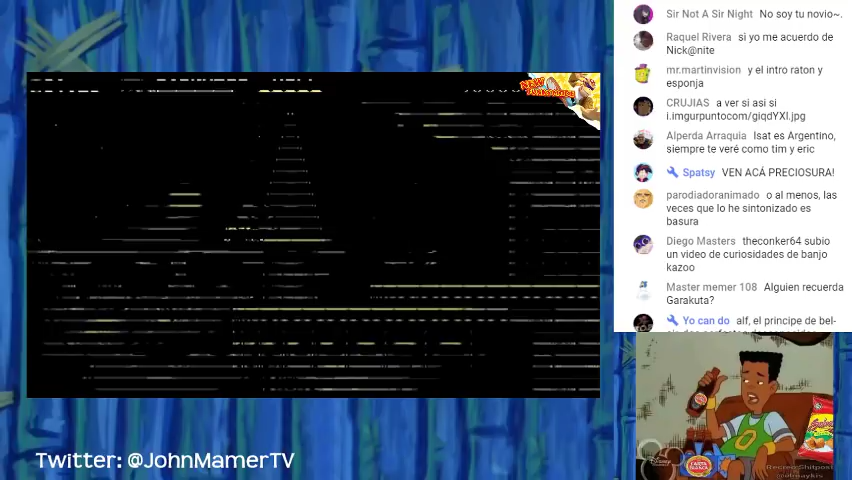 Sir Not A Sir Night No soy tu novio~.
Raquel Rivera si yo me acuerdo de
Nick@nite
mr.martinvision y el intro raton y
esponja
CRUJIAS a ver si asi si
i.imgurpuntocom/giqdYXl.jpg
Alperda Arraquia Isat es Argentino,
siempre te veré como tim y eric
Spatsy VEN ACÁ PRECIOSURA!
parodiadoranimado o al menos, las
veces que lo he sintonizado es
basura
Diego Masters theconker64 subio
un video de curiosidades de banjo
kazoo
Master memer 108 Alguien recuerda
Garakuta?
Yo can do alf, el principe de bel-
Disney
CARTA BLANCA
Twitter: @JohnMamerTV